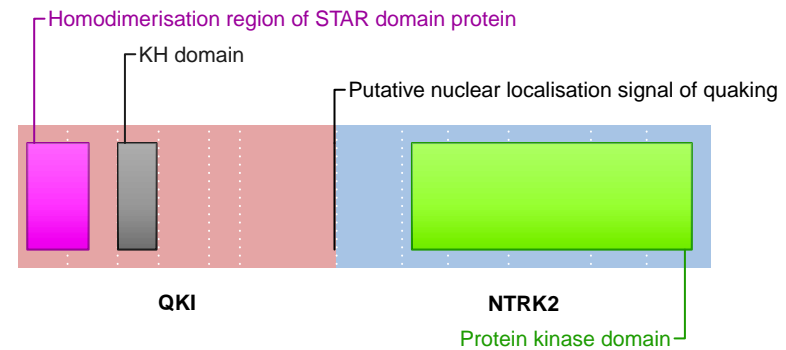 Homodimerisation region of STAR domain protein
KH domain
Putative nuclear localisation signal of quaking
QKI
NTRK2
Protein kinase domain